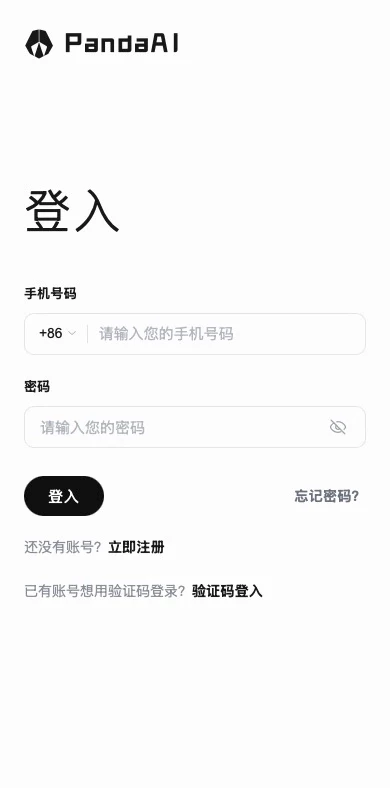 PandaAI
登入
手机号码
+86 请输入您的手机号码
密码
请输入您的密码
登入 忘记密码?
还没有账号? 立即注册
已有账号想用验证码登录? 验证码登入